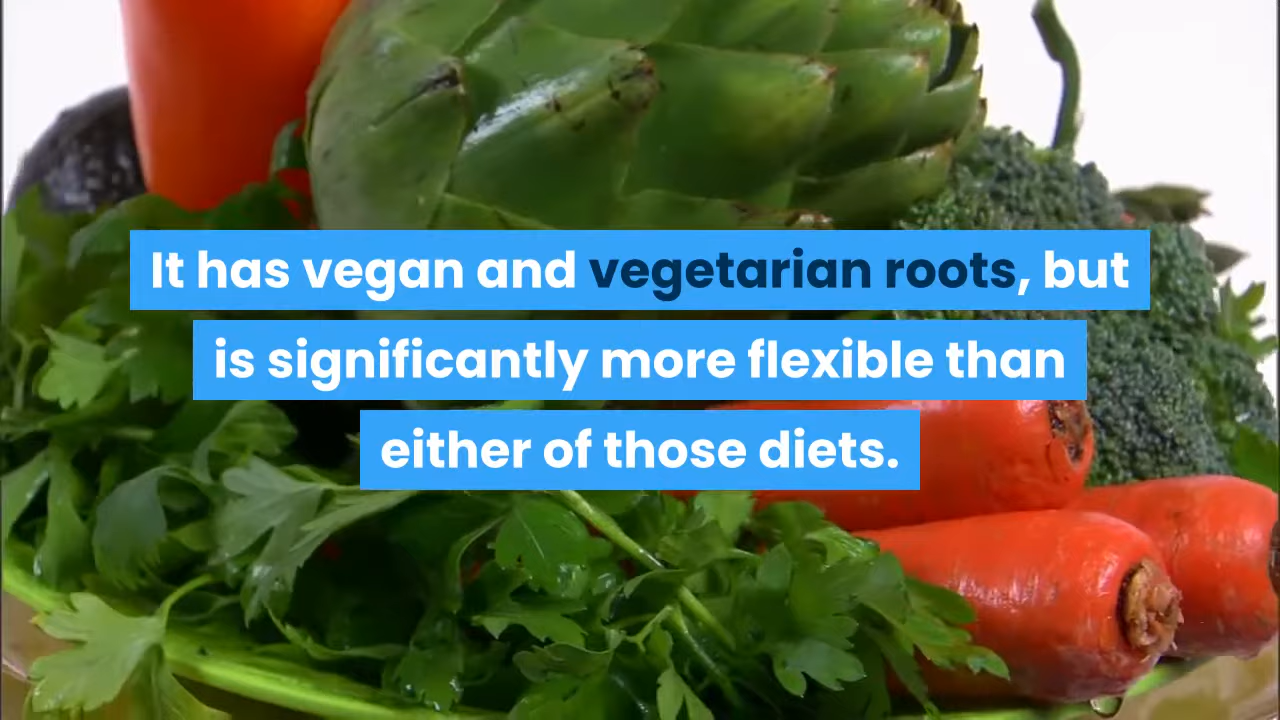 It has vegan and vegetarian roots, but
is significantly more flexible than
either of those diets.